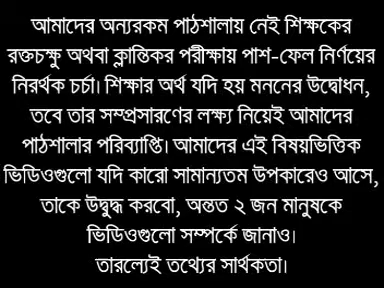 আমাদের অন্যরকম পাঠশালায় নেই শিক্ষকের
রক্তচক্ষু অথবা ক্লান্তিকর পরীক্ষায় পাশ-ফেল নির্ণয়ের
নিরর্থক চর্চা। শিক্ষার অর্থ যদি হয় মননের উদ্বোধন,
তবে তার সম্প্রসারণের লক্ষ্য নিয়েই আমাদের
পাঠশালার পরিব্যাপ্তি। আমাদের এই বিষয়ভিত্তিক
ভিডিওগুলো যদি কারো সামান্যতম উপকারেও আসে,
তাকে উদ্বুদ্ধ করবো, অন্তত ২ জন মানুষকে
ভিডিওগুলো সম্পর্কে জানাও।
তারল্যেই তথ্যের সার্থকতা।